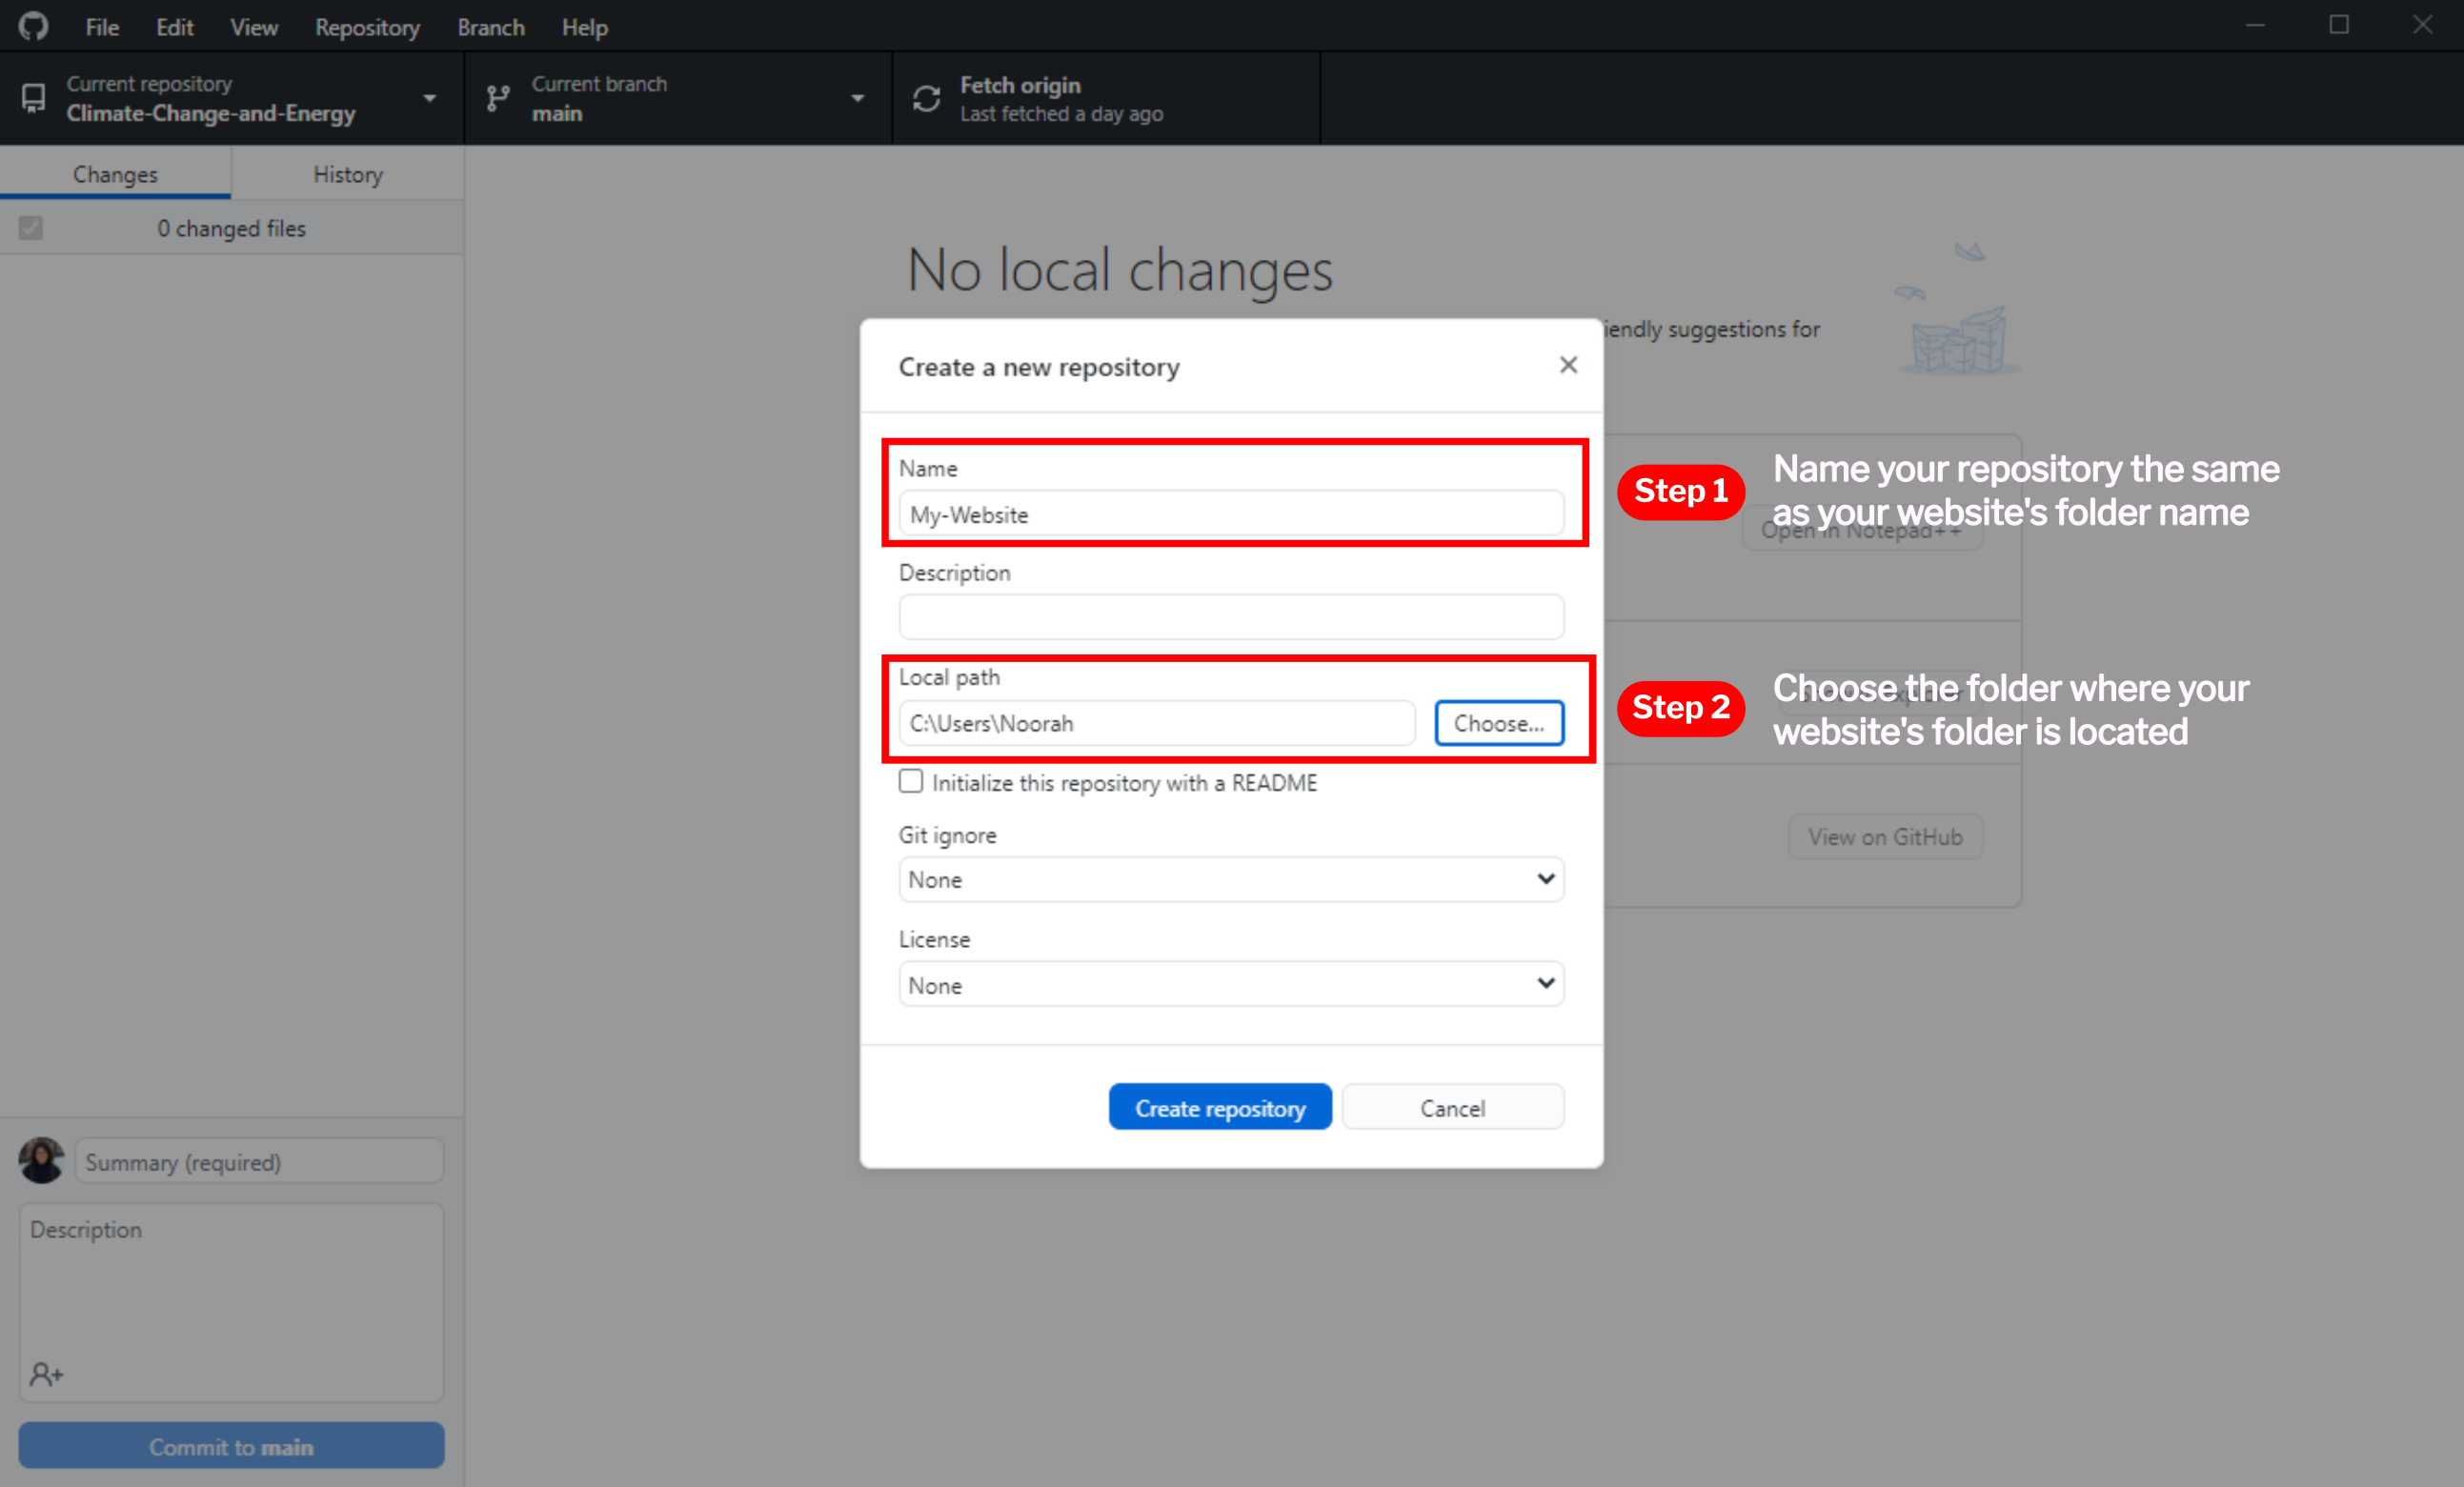 File Edit View Repository Branch Help
Current repository
Climate-Change-and-Energy
Current branch
main
Fetch origin
Last fetched a day ago
Changes History
0 changed files
No local changes
iendly suggestions for
Create a new repository
Name
My-Website
Step 1
Name your repository the same
as your website's folder name
Open in Notepad++
Description
Local path
C:\Users\Noorah
Choose...
Step 2
Choose the folder where your
website's folder is located
Initialize this repository with a README
Git ignore
None
View on GitHub
License
None
Create repository
Cancel
Summary (required)
Description
Commit to main